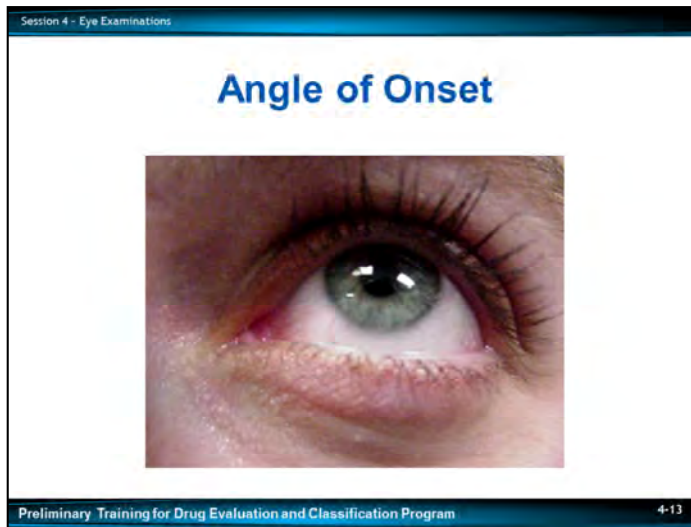 Session 4 - Eye Examinations
Angle of Onset
Preliminary Training for Drug Evaluation and Classification Program
4-13